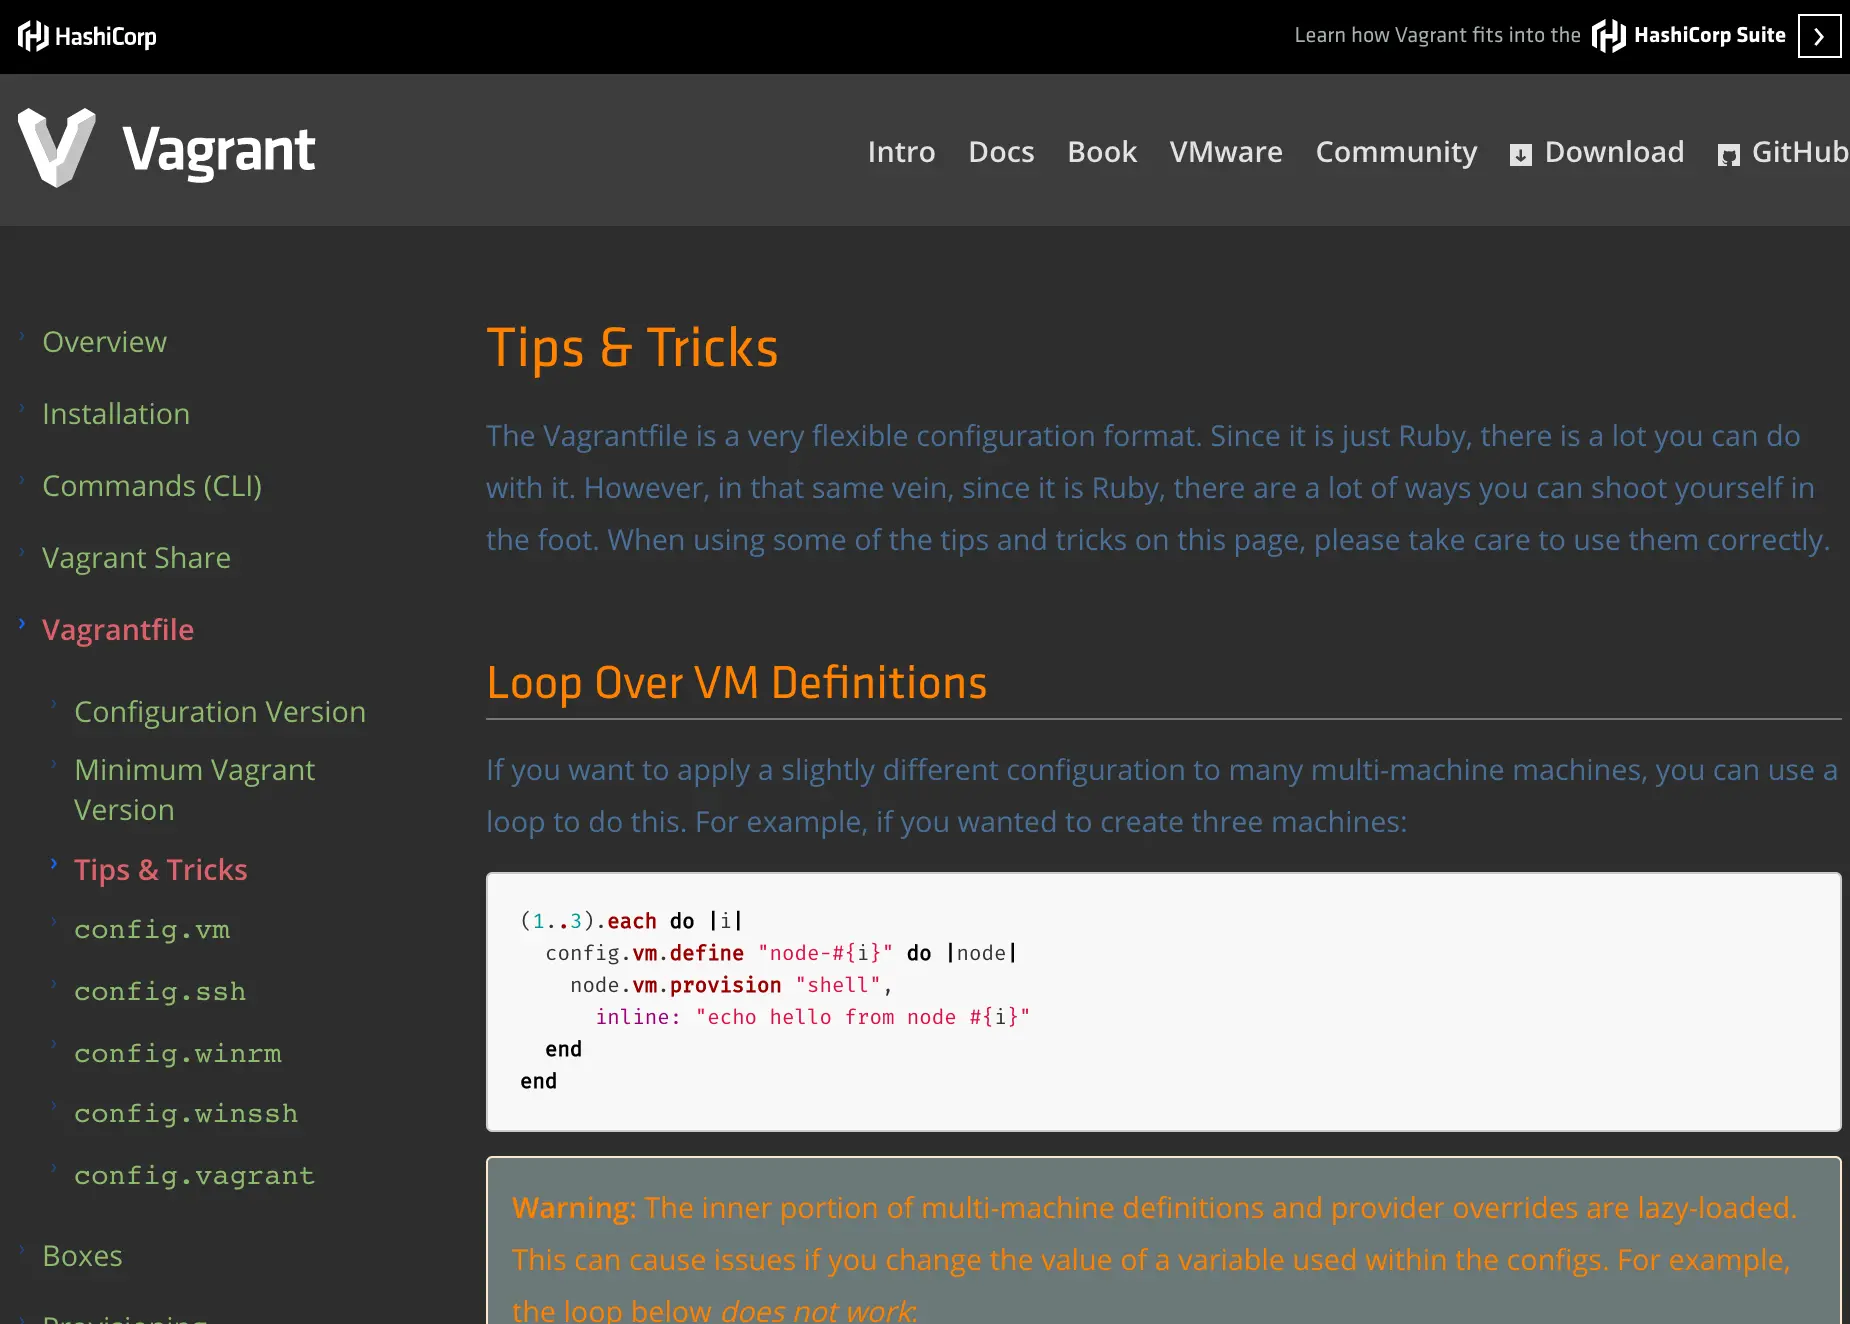 HashiCorp
Learn how Vagrant fits into the HashiCorp Suite
Vagrant
Intro Docs Book VMware Community Download GitHub
Overview
Installation
Commands (CLI)
Vagrant Share
Vagrantfile
Configuration Version
Minimum Vagrant
Version
Tips & Tricks
config.vm
config.ssh
config.winrm
config.winssh
config.vagrant
Boxes
Provisioning
Tips & Tricks
The Vagrantfile is a very flexible configuration format. Since it is just Ruby, there is a lot you can do
with it. However, in that same vein, since it is Ruby, there are a lot of ways you can shoot yourself in
the foot. When using some of the tips and tricks on this page, please take care to use them correctly.
Loop Over VM Definitions
If you want to apply a slightly different configuration to many multi-machine machines, you can use a
loop to do this. For example, if you wanted to create three machines:
(1..3).each do |i|
  config.vm.define "node-#{i}" do |node|
    node.vm.provision "shell",
      inline: "echo hello from node #{i}"
  end
end
Warning: The inner portion of multi-machine definitions and provider overrides are lazy-loaded.
This can cause issues if you change the value of a variable used within the configs. For example,
the loop below does not work: